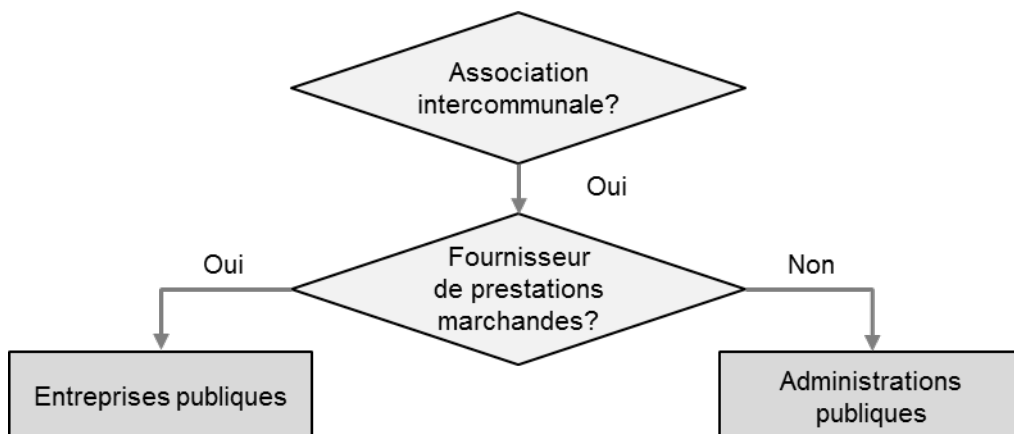 Association
intercommunale?
Oui
Fournisseur
de prestations
marchandes?
Oui
Non
Entreprises publiques
Administrations
publiques